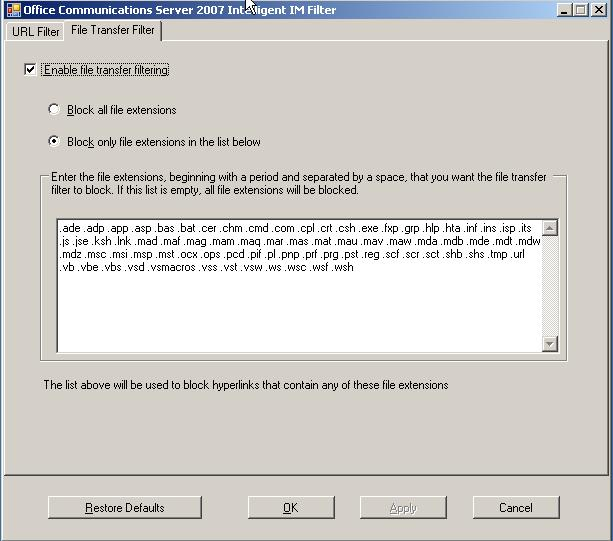 Office Communications Server 2007 Intelligent IM Filter
URL Filter File Transfer Filter
Enable file transfer filtering
Block all file extensions
Block only file extensions in the list below
Enter the file extensions, beginning with a period and separated by a space, that you want the file transfer
filter to block. If this list is empty, all file extensions will be blocked.
.ade .adp .app .asp .bas .bat .cer .chm .cmd .com .cpl .crt .csh .exe .fxp .grp .hlp .hta .inf .ins .isp .its
.js .jse .ksh .lnk .mad .maf .mag .mam .maq .mar .mas .mat .mau .mav .maw .mda .mdb .mde .mdt .mdw
.mdz .msc .msi .msp .mst .ocx .ops .pcd .pif .pl .pnp .prf .prg .pst .reg .scf .scr .sct .shb .shs .tmp .url
.vb .vbe .vbs .vsd .vsmacros .vss .vst .vsw .ws .wsc .wsf .wsh
The list above will be used to block hyperlinks that contain any of these file extensions
Restore Defaults OK Apply Cancel